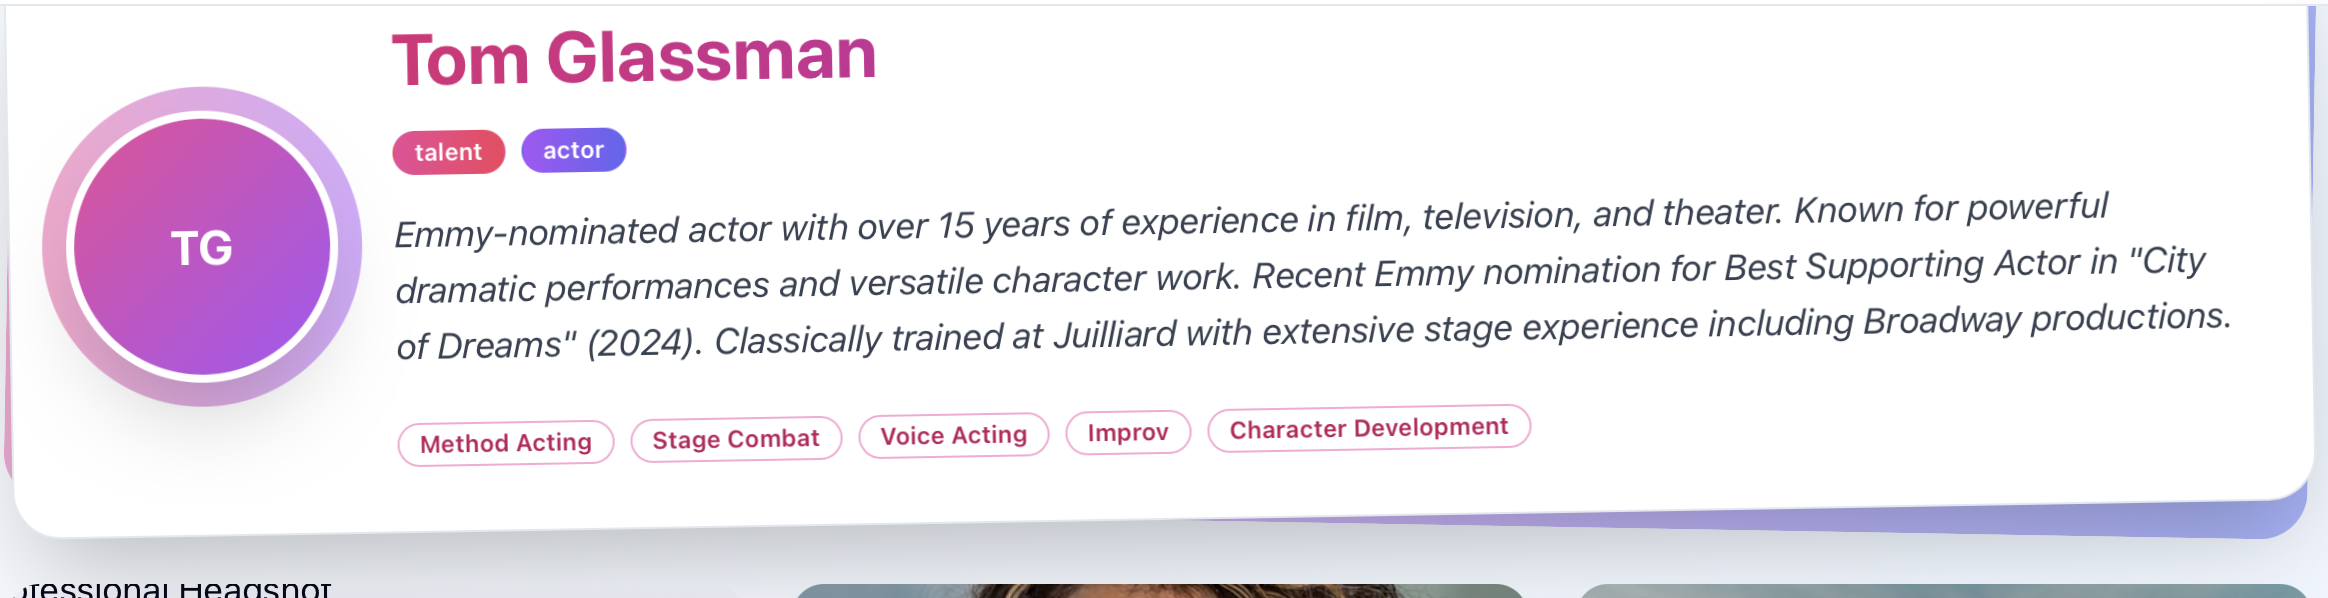 Tom Glassman
talent actor
TG
Emmy-nominated actor with over 15 years of experience in film, television, and theater. Known for powerful
dramatic performances and versatile character work. Recent Emmy nomination for Best Supporting Actor in "City
of Dreams" (2024). Classically trained at Juilliard with extensive stage experience including Broadway productions.
Method Acting Stage Combat Voice Acting Improv Character Development
Headshot